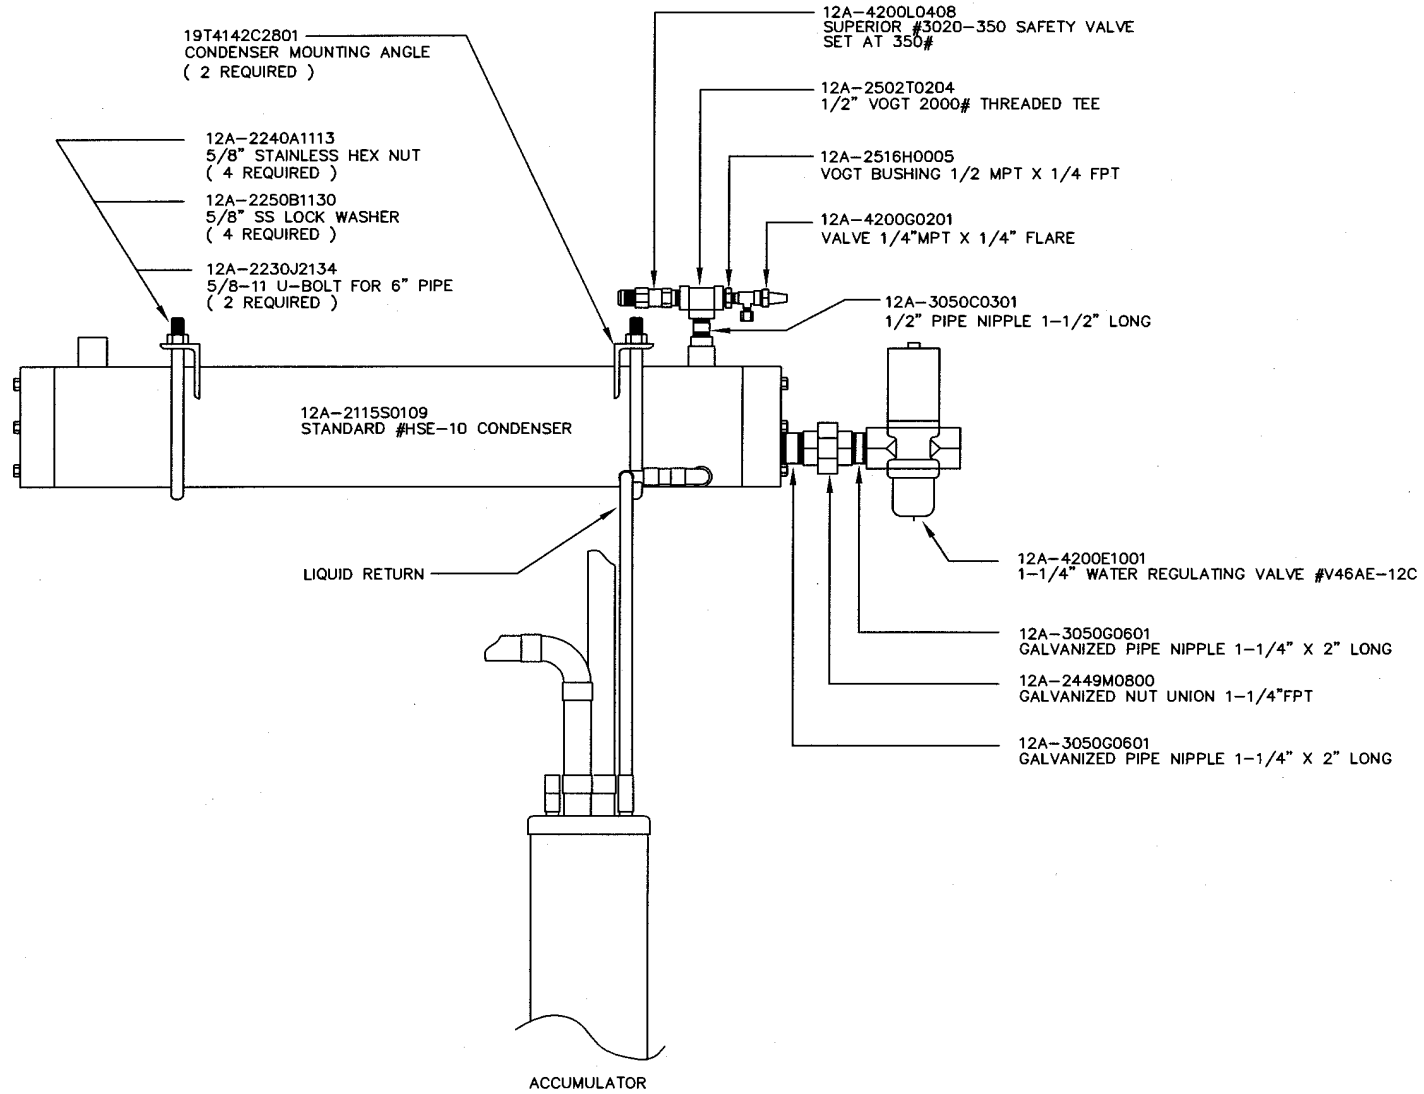 12A-4200L0408
SUPERIOR #3020-350 SAFETY VALVE
SET AT 350#
19T4142C2801
CONDENSER MOUNTING ANGLE
( 2 REQUIRED )
12A-2502T0204
1/2" VOGT 2000# THREADED TEE
12A-2240A1113
5/8" STAINLESS HEX NUT
( 4 REQUIRED )
12A-2516H0005
VOGT BUSHING 1/2 MPT X 1/4 FPT
12A-2250B1130
5/8" SS LOCK WASHER
( 4 REQUIRED )
12A-4200G0201
VALVE 1/4"MPT X 1/4" FLARE
12A-2230J2134
5/8-11 U-BOLT FOR 6" PIPE
( 2 REQUIRED )
12A-3050C0301
1/2" PIPE NIPPLE 1-1/2" LONG
12A-2115S0109
STANDARD #HSE-10 CONDENSER
LIQUID RETURN
12A-4200E1001
1-1/4" WATER REGULATING VALVE #V46AE-12C
12A-3050G0601
GALVANIZED PIPE NIPPLE 1-1/4" X 2" LONG
12A-2449M0800
GALVANIZED NUT UNION 1-1/4"FPT
12A-3050G0601
GALVANIZED PIPE NIPPLE 1-1/4" X 2" LONG
ACCUMULATOR